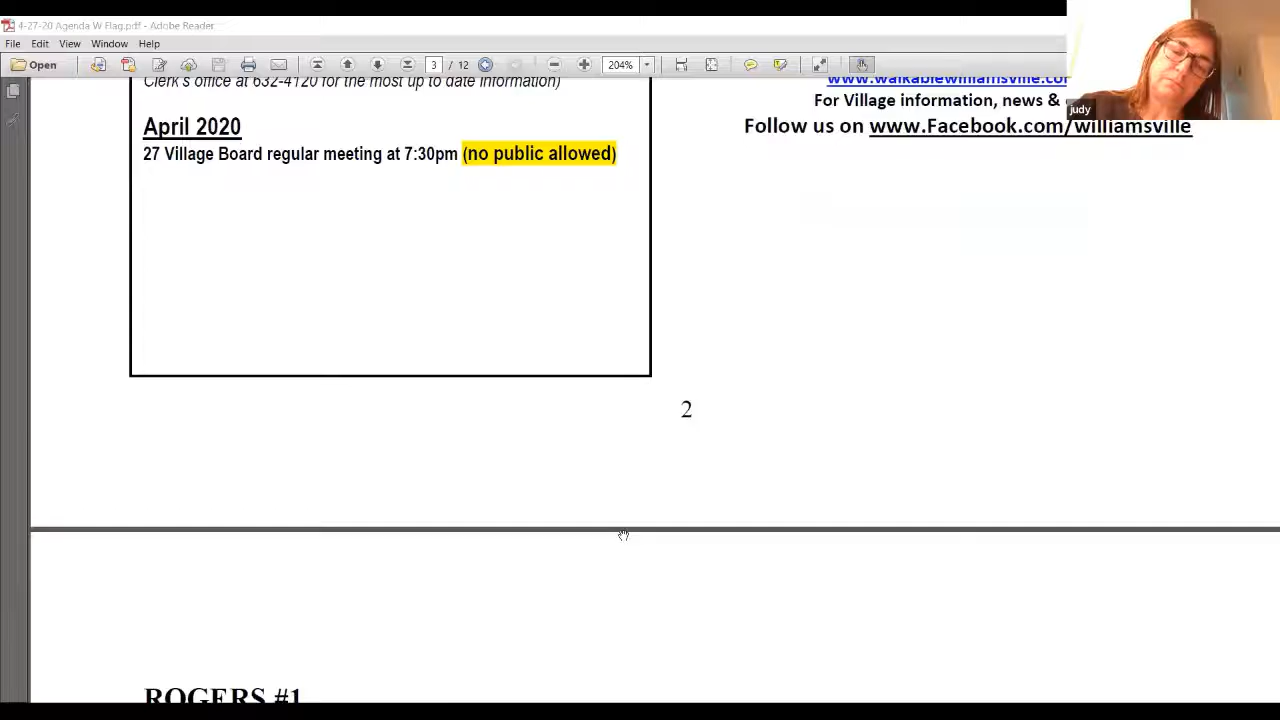 4-27-20 Agenda W Flag.pdf - Adobe Reader
File Edit View Window Help
Open 3 / 12 204%
Clerk's office at 632-4120 for the most up to date information)
April 2020
27 Village Board regular meeting at 7:30pm (no public allowed)
www.walkablewilliamsville.com
For Village information, news &
Follow us on www.Facebook.com/williamsville
judy
2
ROGERS #1